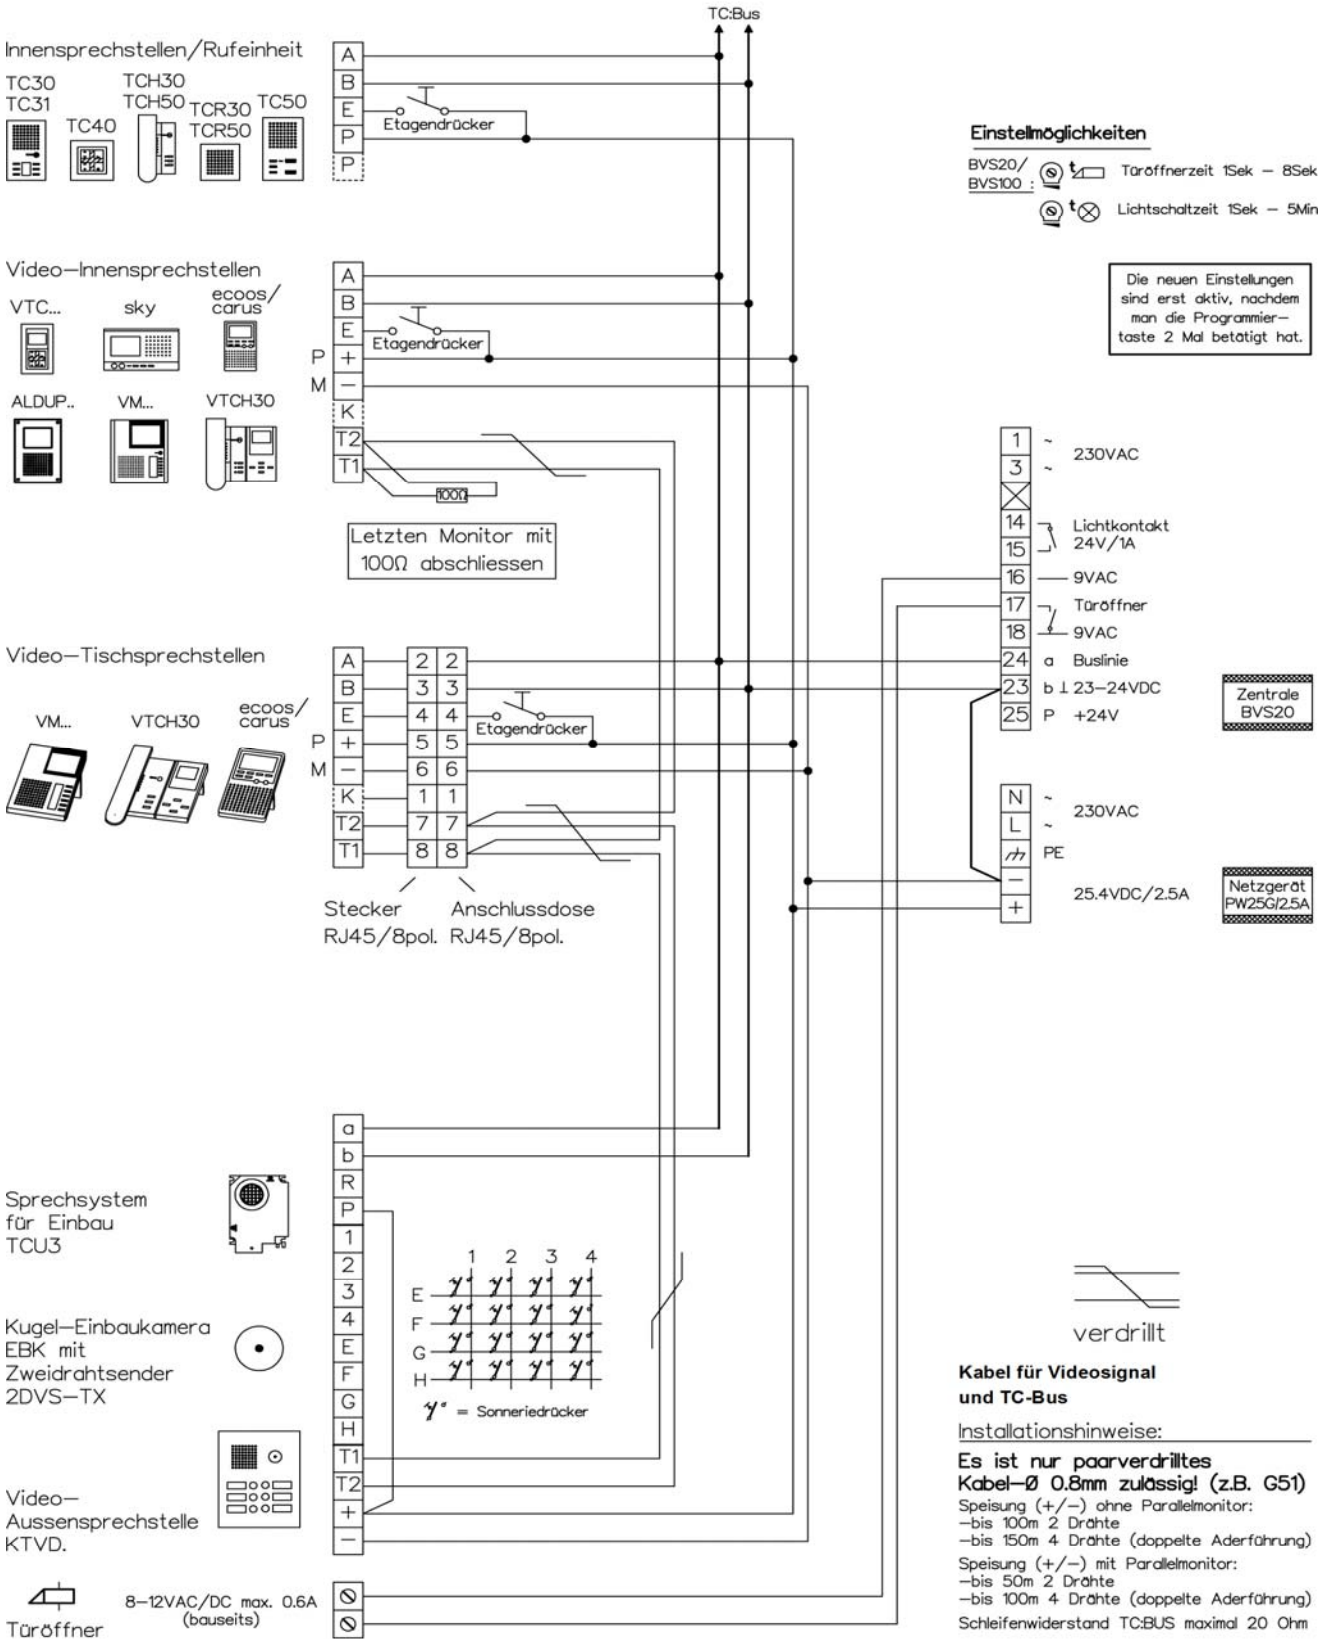 TC:Bus
Innensprechstellen/Rufeinheit
TC30
TC31
TC40
TCH30
TCH50
TCR30
TCR50
TC50
A
B
E
P
P
Etagendrücker
Einstellmöglichkeiten
BVS20/
BVS100 :
t
Türöffnerzeit 1Sek – 8Sek
t
Lichtschaltzeit 1Sek – 5Min
Die neuen Einstellungen
sind erst aktiv, nachdem
man die Programmier–
taste 2 Mal betätigt hat.
Video–Innensprechstellen
VTC...
sky
ecoos/
carus
ALDUP..
VM...
VTCH30
A
B
E
P +
M –
K
T2
T1
Etagendrücker
100Ω
Letzten Monitor mit
100Ω abschliessen
1 ~
3 ~
230VAC
14
15
Lichtkontakt
24V/1A
16 9VAC
17 Türöffner
18 9VAC
24 a Buslinie
23 b ⊥ 23–24VDC
25 P +24V
Zentrale
BVS20
N ~
L ~
230VAC
PE
–
+
25.4VDC/2.5A
Netzgerät
PW25G/2.5A
Video–Tischsprechstellen
VM...
VTCH30
ecoos/
carus
A 2 2
B 3 3
E 4 4
P + 5 5
M – 6 6
K 1 1
T2 7 7
T1 8 8
Etagendrücker
Stecker
RJ45/8pol.
Anschlussdose
RJ45/8pol.
a
b
R
P
1
2
3
4
E
F
G
H
T1
T2
+
–
Sprechsystem
für Einbau
TCU3
Kugel–Einbaukamera
EBK mit
Zweidrahtsender
2DVS–TX
Video–
Aussensprechstelle
KTVD.
1 2 3 4
E
F
G
H
= Sonneriedrücker
Türöffner
8–12VAC/DC max. 0.6A
(bauseits)
verdrillt
Kabel für Videosignal
und TC-Bus
Installationshinweise:
Es ist nur paarverdrilltes
Kabel–Ø 0.8mm zulässig! (z.B. G51)
Speisung (+/–) ohne Parallelmonitor:
–bis 100m 2 Drähte
–bis 150m 4 Drähte (doppelte Aderführung)
Speisung (+/–) mit Parallelmonitor:
–bis 50m 2 Drähte
–bis 100m 4 Drähte (doppelte Aderführung)
Schleifenwiderstand TC:BUS maximal 20 Ohm